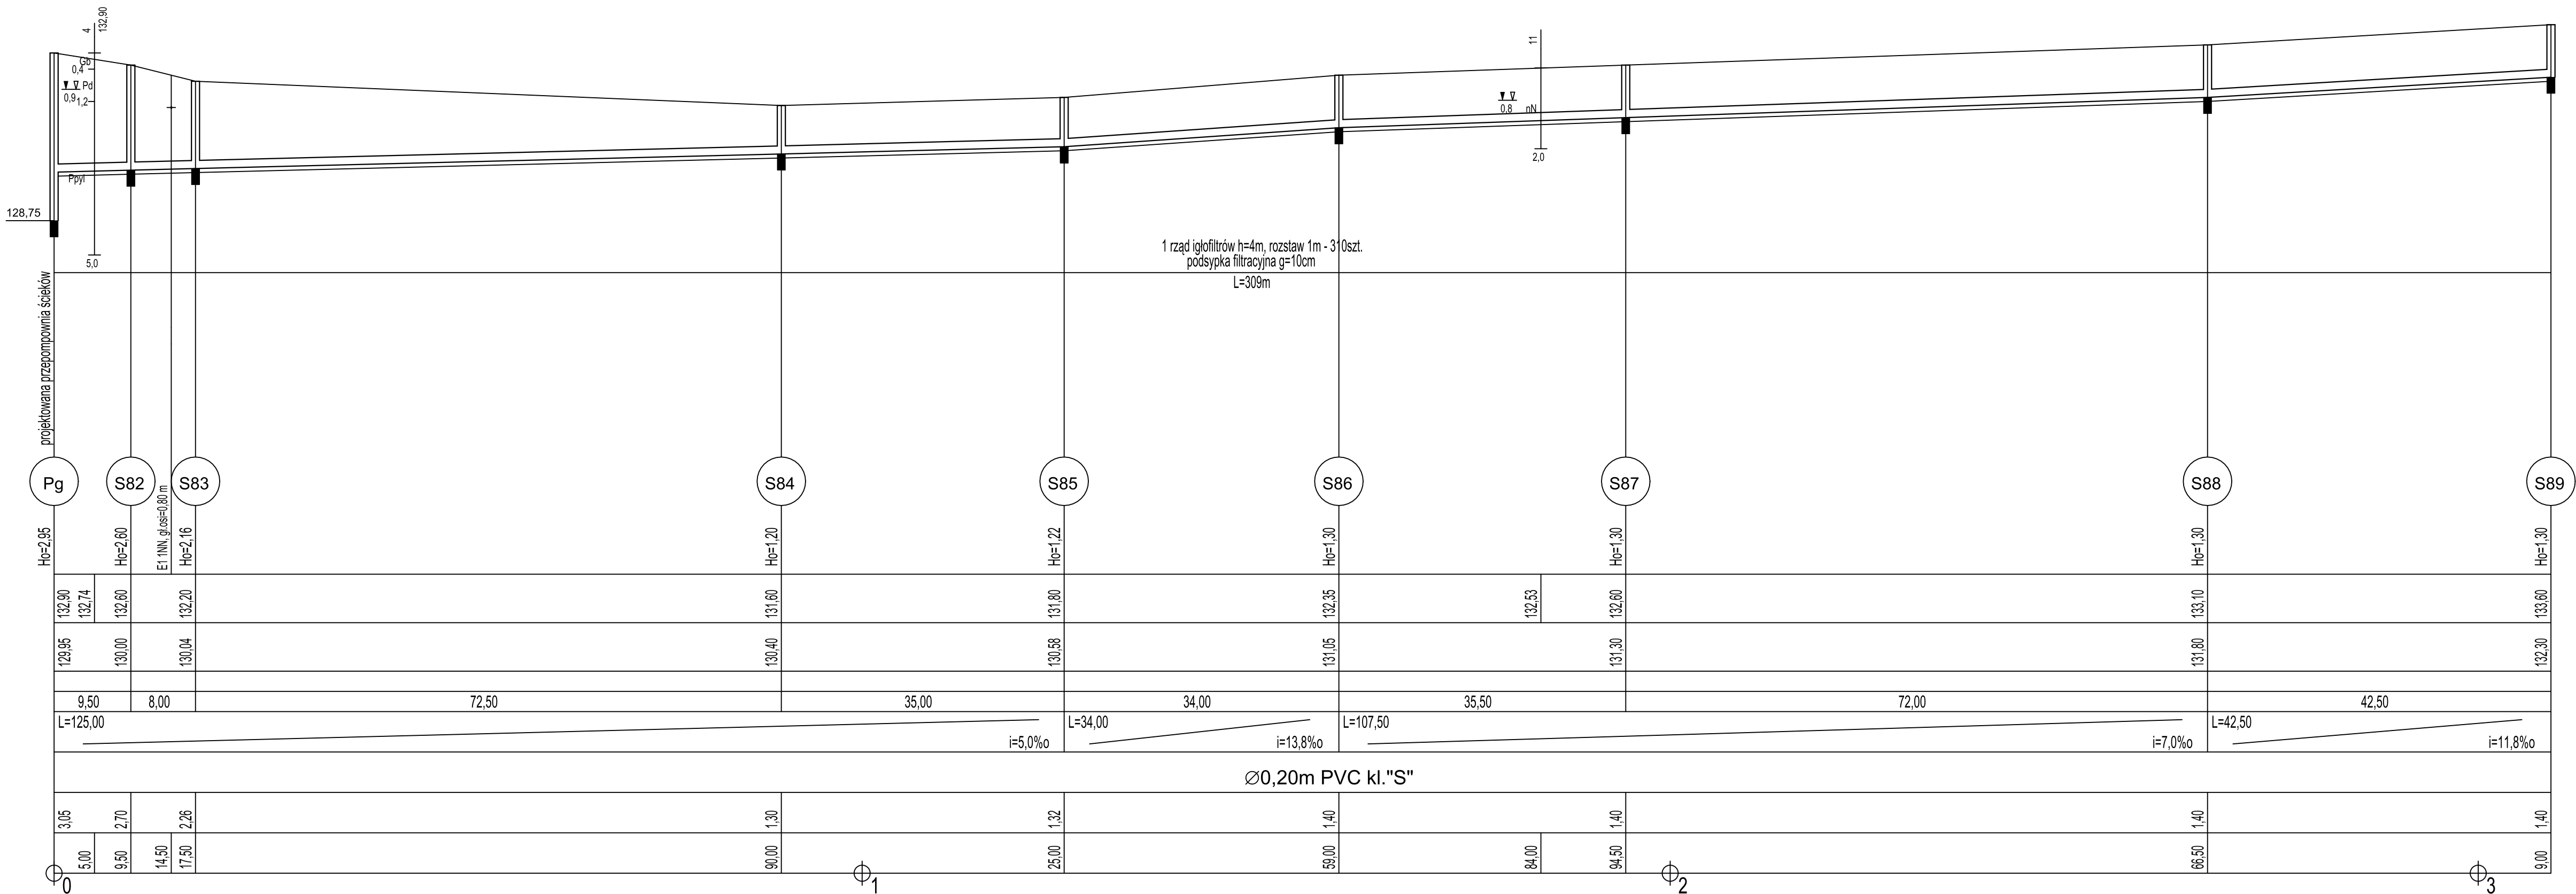 4
132,90
Gb
0,4
Pd
0,9
1,2
Ppyl
128,75
5,0
11
0,8
nN
2,0
1 rząd igłofiltrów h=4m, rozstaw 1m - 310szt.
podsypka filtracyjna g=10cm
L=309m
projektowana przepompownia ścieków
Pg
S82
S83
S84
S85
S86
S87
S88
S89
Ho=2,95
Ho=2,60
E1 1NN, gł.osi=0,80 m
Ho=2,16
Ho=1,20
Ho=1,22
Ho=1,30
Ho=1,30
Ho=1,30
Ho=1,30
132,90 132,74 132,60 132,20 131,60 131,80 132,35 132,53 132,60 133,10 133,60
129,95 130,00 130,04 130,40 130,58 131,05 131,30 131,80 132,30
9,50 8,00 72,50 35,00 34,00 35,50 72,00 42,50
L=125,00 L=34,00 L=107,50 L=42,50
i=5,0%o i=13,8%o i=7,0%o i=11,8%o
∅0,20m PVC kl."S"
3,05 2,70 2,26 1,30 1,32 1,40 1,40 1,40 1,40
5,00 9,50 14,50 17,50 90,00 25,00 59,00 84,00 94,50 66,50 9,00
0 1 2 3